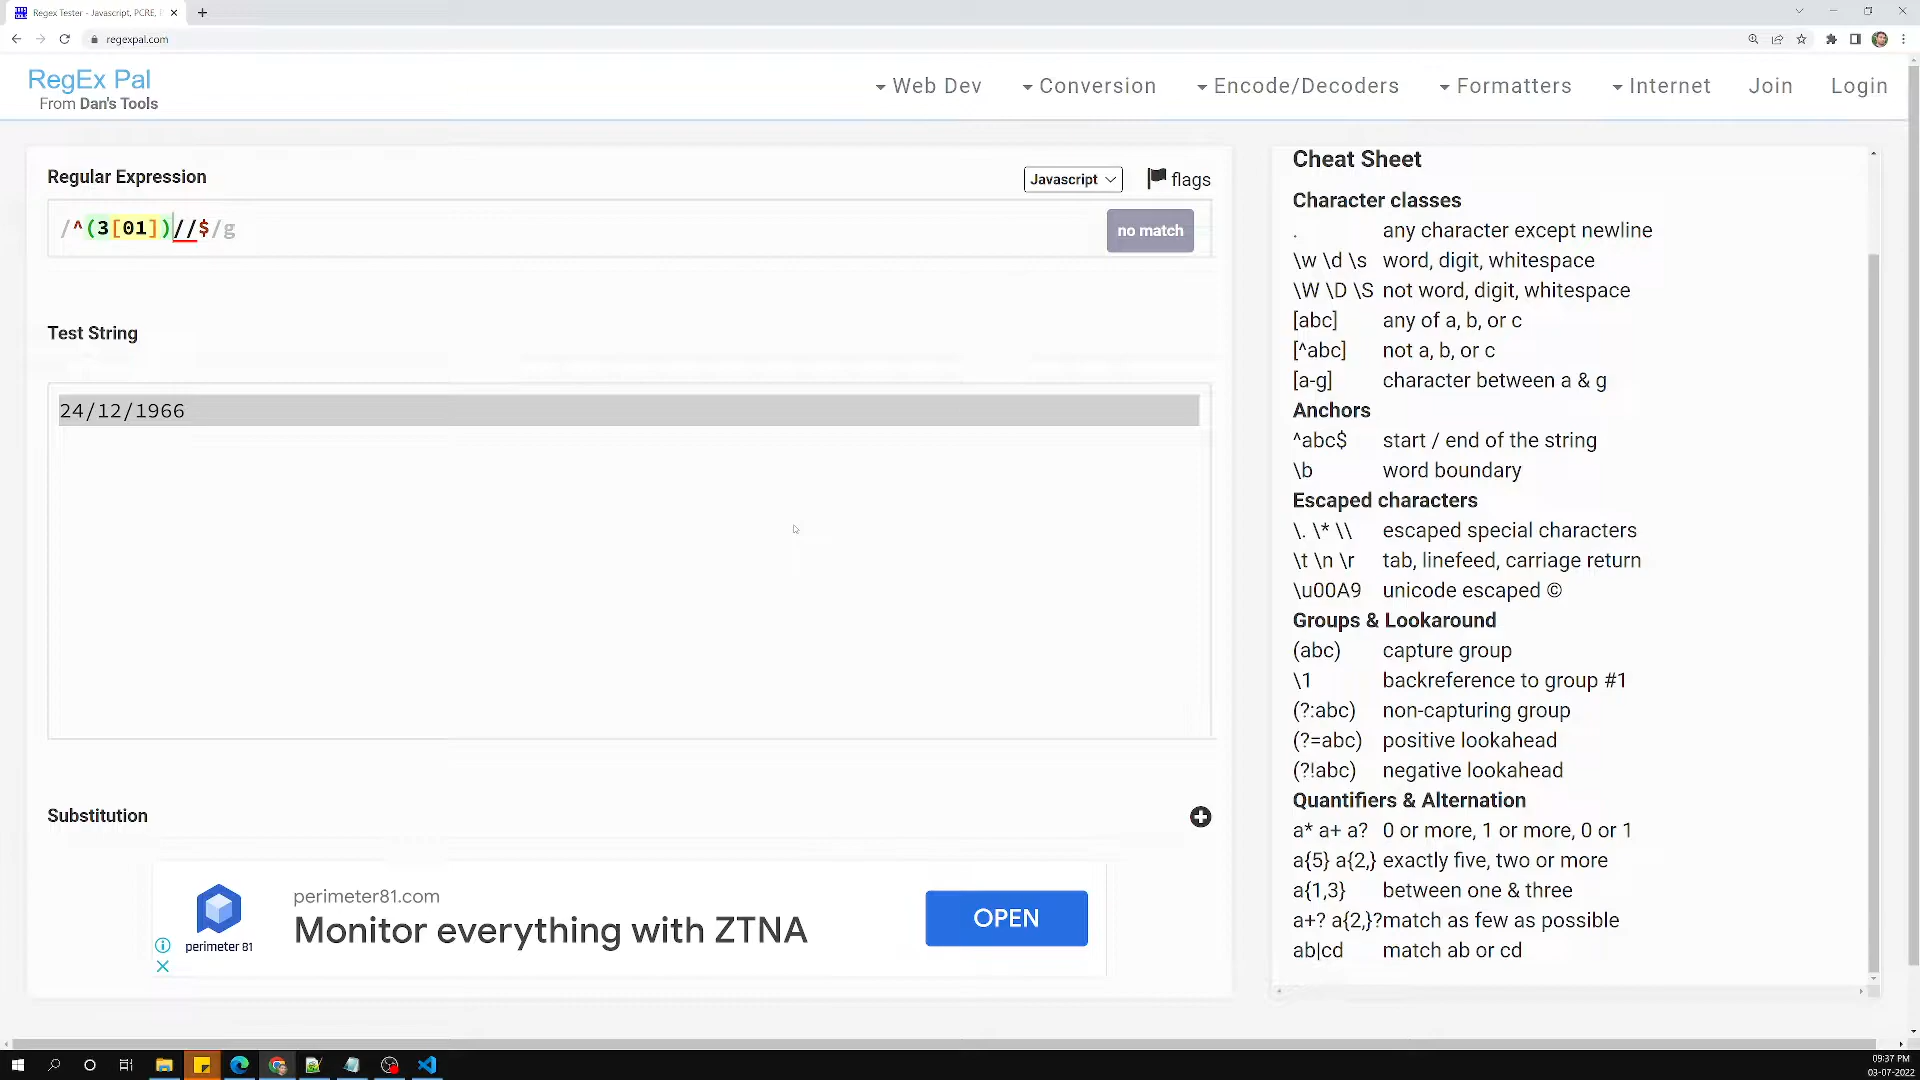 Regex Tester - Javascript, PCRE,
regexpal.com
RegEx Pal
From Dan's Tools
Web Dev
Conversion
Encode/Decoders
Formatters
Internet
Join
Login
Regular Expression
Javascript
flags
/^(3[01])//$/g
no match
Test String
24/12/1966
Substitution
perimeter81.com
Monitor everything with ZTNA
perimeter 81
OPEN
Cheat Sheet
Character classes
. any character except newline
\w \d \s word, digit, whitespace
\W \D \S not word, digit, whitespace
[abc] any of a, b, or c
[^abc] not a, b, or c
[a-g] character between a & g
Anchors
^abc$ start / end of the string
\b word boundary
Escaped characters
\. \* \\ escaped special characters
\t \n \r tab, linefeed, carriage return
\u00A9 unicode escaped ©
Groups & Lookaround
(abc) capture group
\1 backreference to group #1
(?:abc) non-capturing group
(?=abc) positive lookahead
(?!abc) negative lookahead
Quantifiers & Alternation
a* a+ a? 0 or more, 1 or more, 0 or 1
a{5} a{2,} exactly five, two or more
a{1,3} between one & three
a+? a{2,}? match as few as possible
ab|cd match ab or cd
09:37 PM
03-07-2022